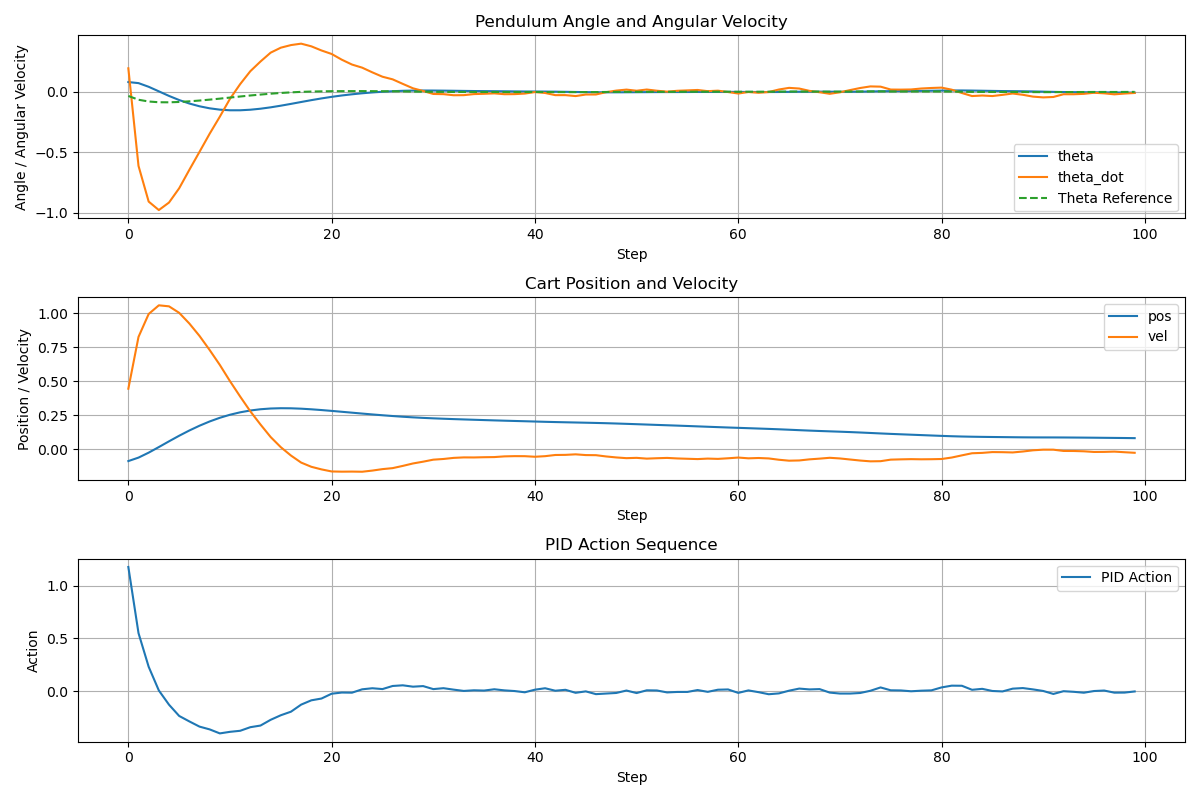 Pendulum Angle and Angular Velocity
Angle / Angular Velocity
0.0
−0.5
−1.0
theta
theta_dot
Theta Reference
0 20 40 60 80 100
Step
Cart Position and Velocity
Position / Velocity
1.00
0.75
0.50
0.25
0.00
pos
vel
0 20 40 60 80 100
Step
PID Action Sequence
Action
1.0
0.5
0.0
PID Action
0 20 40 60 80 100
Step